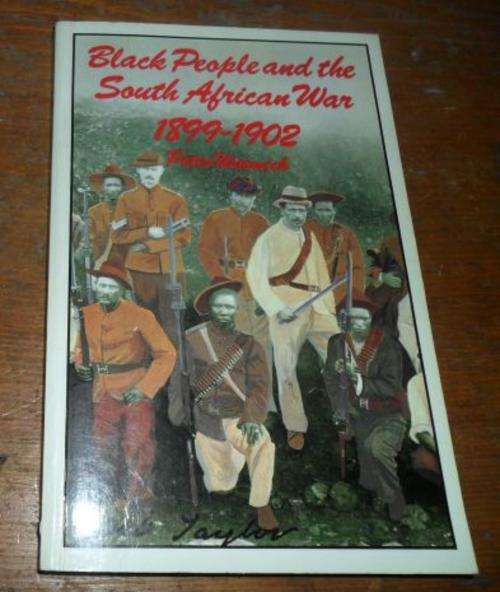 Black People and the
South African War
1899-1902
Peter Warwick
Taylor